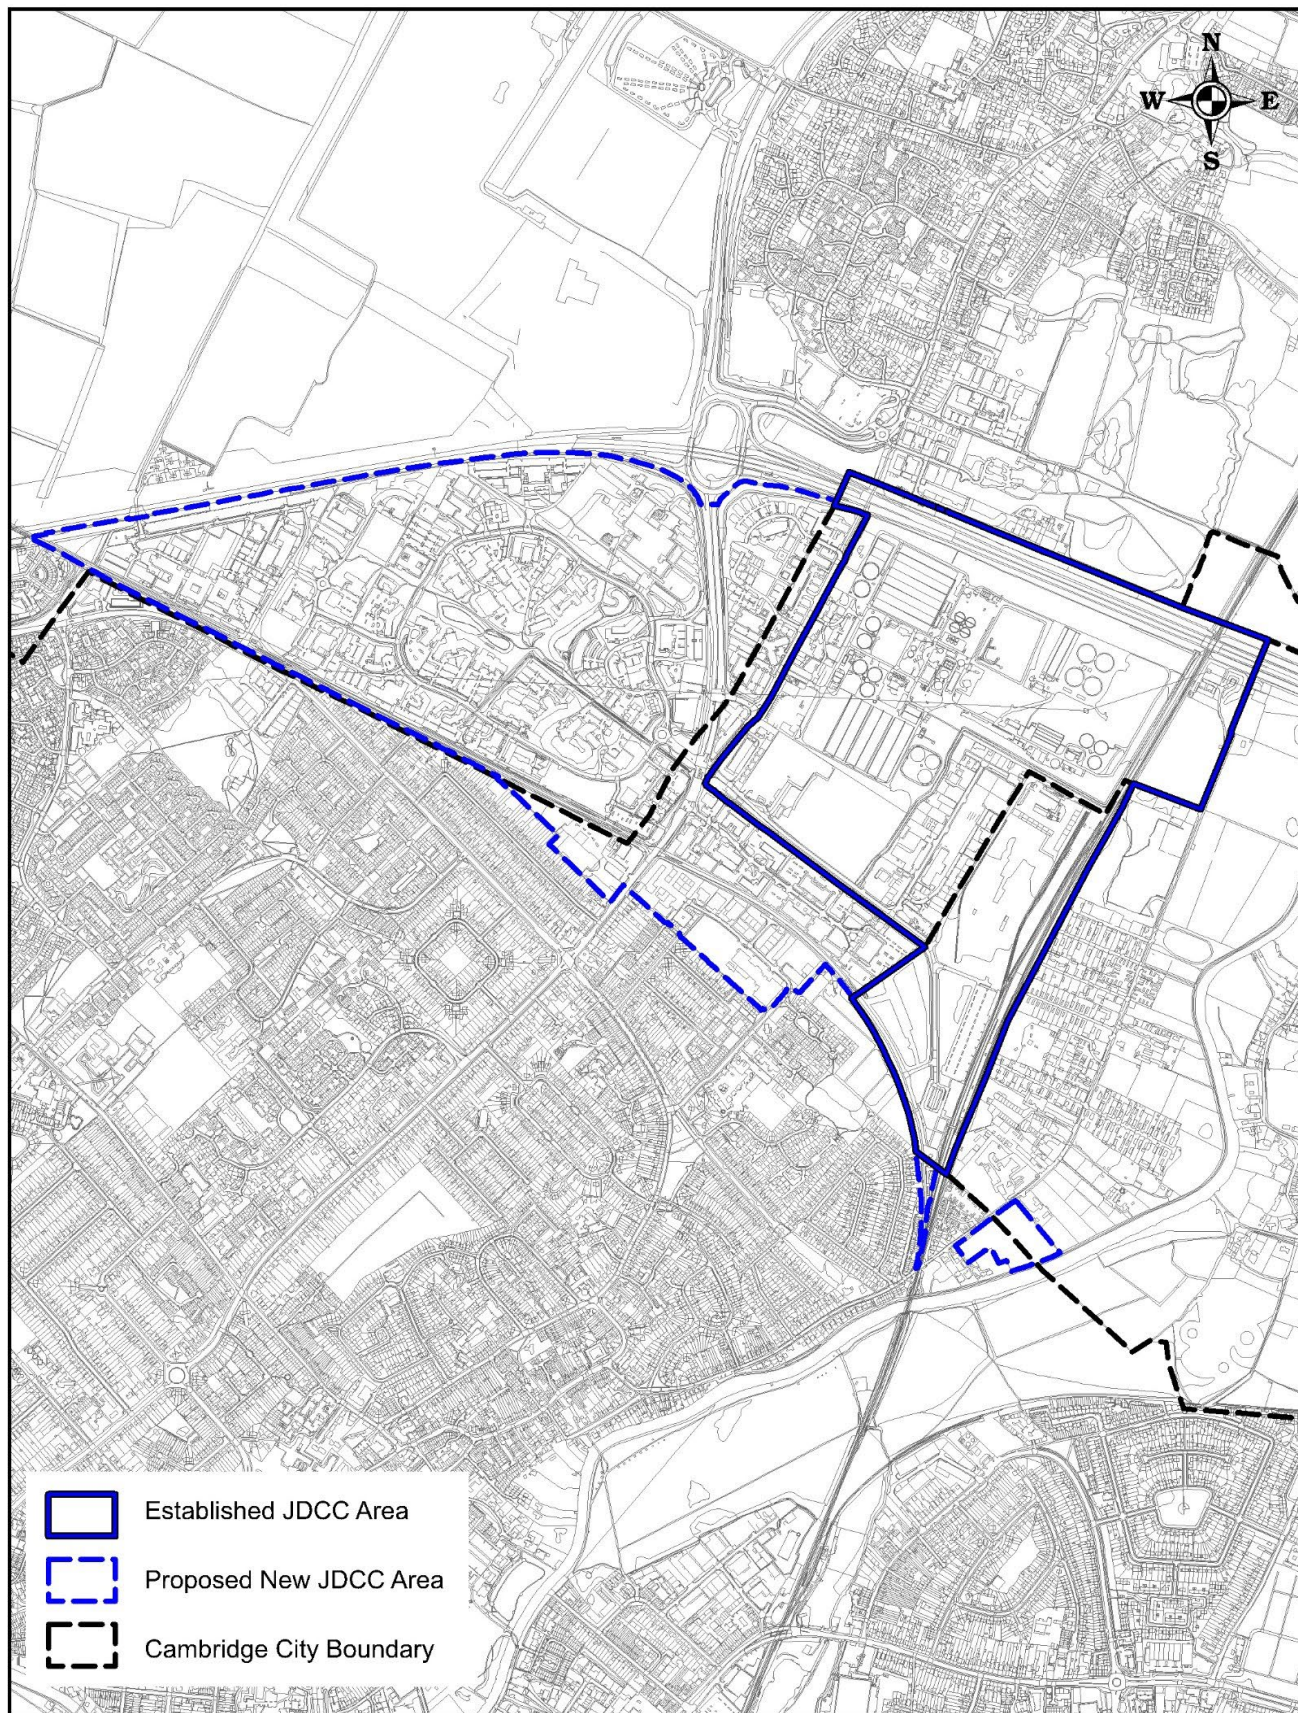 N
W E
S
Established JDCC Area
Proposed New JDCC Area
Cambridge City Boundary